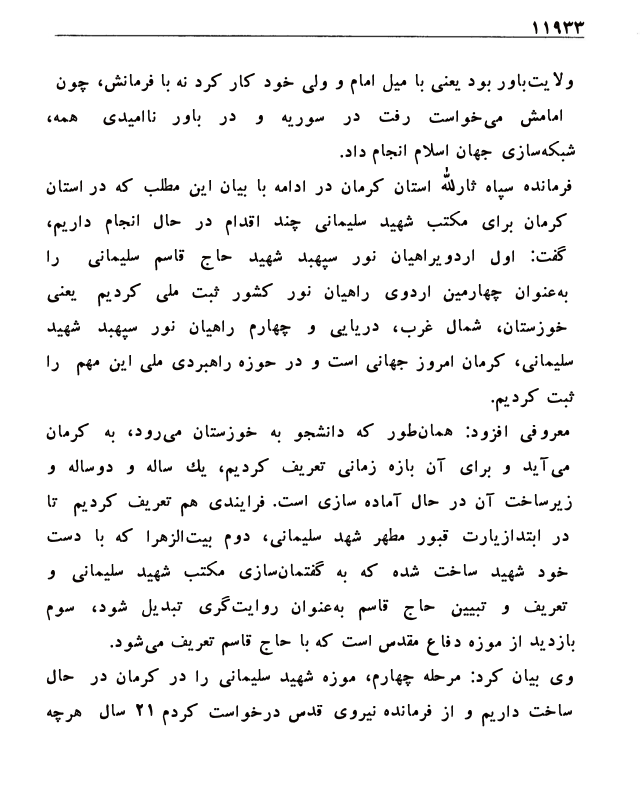 ۱۱۹۳۳
ولایت‌باور بود یعنی با میل امام و ولی خود کار کرد نه با فرمانش، چون
امامش می‌خواست رفت در سوریه و در باور ناامیدی همه،
شبکه‌سازی جهان اسلام انجام داد.
فرمانده سپاه ثارالله استان کرمان در ادامه با بیان این مطلب که در استان
کرمان برای مکتب شهید سلیمانی چند اقدام در حال انجام داریم،
گفت: اول اردویراهیان نور سپهبد شهید حاج قاسم سلیمانی را
به‌عنوان چهارمین اردوی راهیان نور کشور ثبت ملی کردیم یعنی
خوزستان، شمال غرب، دریایی و چهارم راهیان نور سپهبد شهید
سلیمانی، کرمان امروز جهانی است و در حوزه راهبردی ملی این مهم را
ثبت کردیم.
معروفی افزود: همان‌طور که دانشجو به خوزستان می‌رود، به کرمان
می‌آید و برای آن بازه زمانی تعریف کردیم، یك ساله و دوساله و
زیرساخت آن در حال آماده سازی است. فرایندی هم تعریف کردیم تا
در ابتدازیارت قبور مطهر شهد سلیمانی، دوم بیت‌الزهرا که با دست
خود شهید ساخت شده که به گفتمان‌سازی مکتب شهید سلیمانی و
تعریف و تبیین حاج قاسم به‌عنوان روایت‌گری تبدیل شود، سوم
بازدید از موزه دفاع مقدس است که با حاج قاسم تعریف می‌شود.
وی بیان کرد: مرحله چهارم، موزه شهید سلیمانی را در کرمان در حال
ساخت داریم و از فرمانده نیروی قدس درخواست کردم ۲۱ سال هرچه